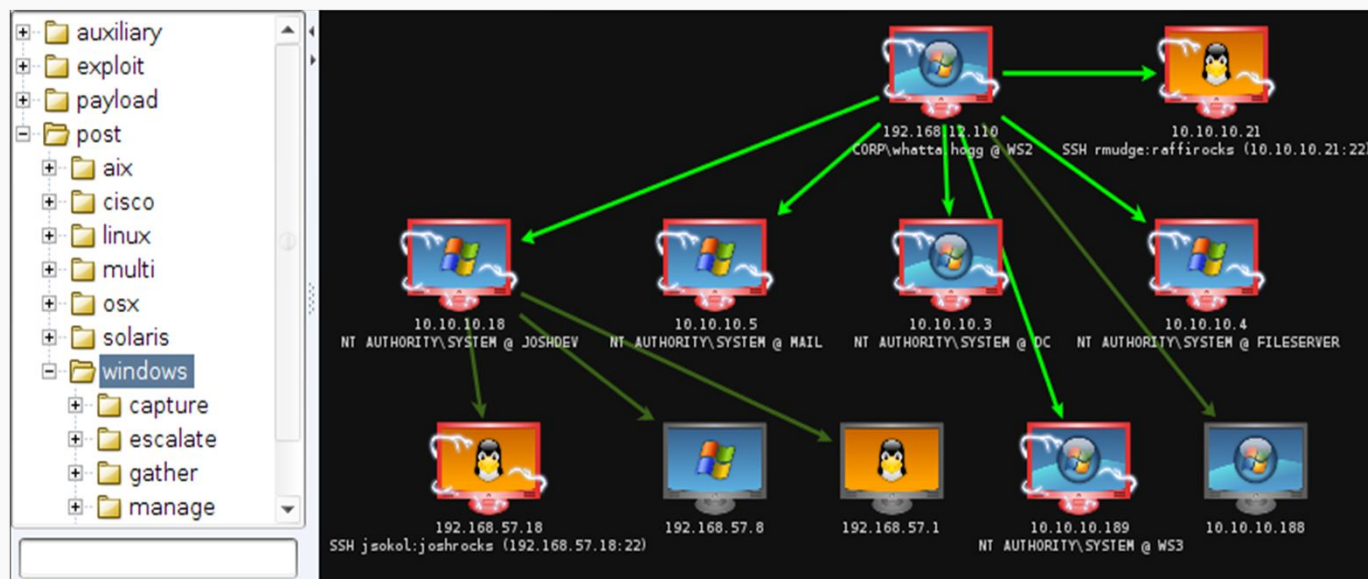 auxiliary
exploit
payload
post
aix
cisco
linux
multi
osx
solaris
windows
capture
escalate
gather
manage
192.168.12.110
CORP\whatta.hogg @ WS2
10.10.10.21
SSH rmudge:raffirocks (10.10.10.21:22)
10.10.10.18
NT AUTHORITY\SYSTEM @ JOSHDEV
10.10.10.5
NT AUTHORITY\SYSTEM @ MAIL
10.10.10.3
NT AUTHORITY\SYSTEM @ DC
10.10.10.4
NT AUTHORITY\SYSTEM @ FILESERVER
192.168.57.18
SSH jsokol:joshrocks (192.168.57.18:22)
192.168.57.8
192.168.57.1
10.10.10.189
NT AUTHORITY\SYSTEM @ WS3
10.10.10.188